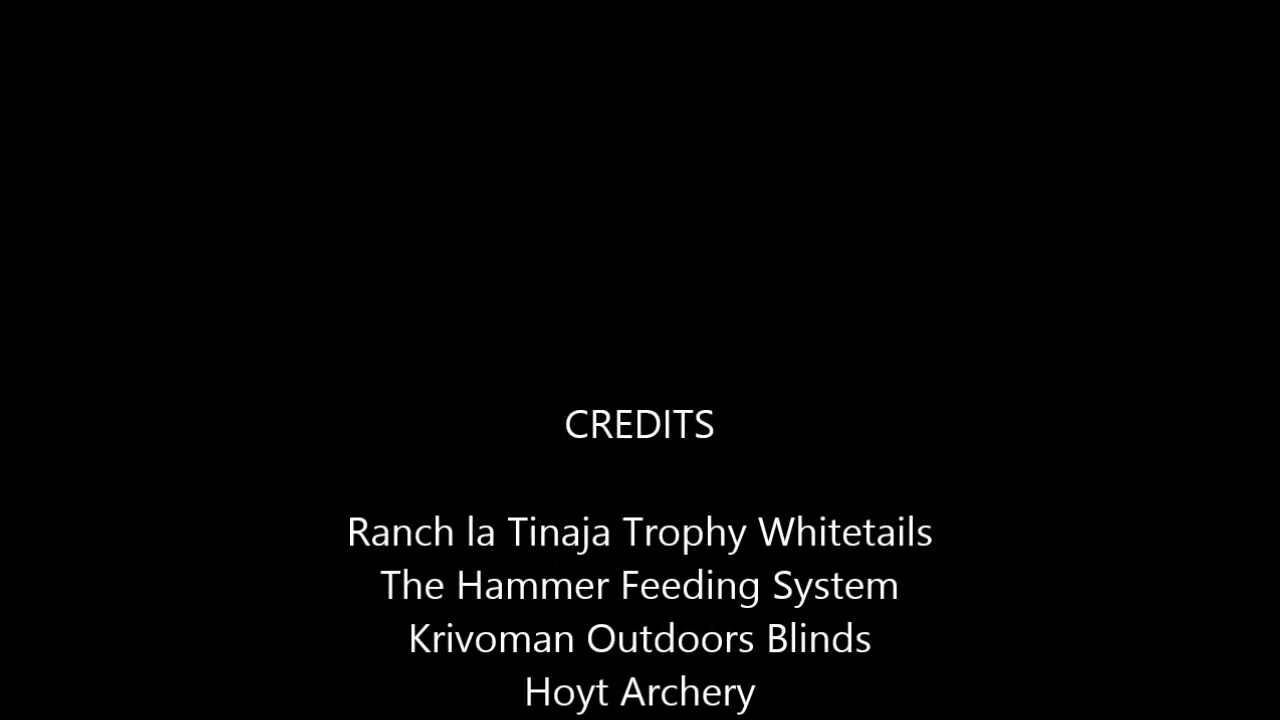 CREDITS
Ranch la Tinaja Trophy Whitetails
The Hammer Feeding System
Krivoman Outdoors Blinds
Hoyt Archery